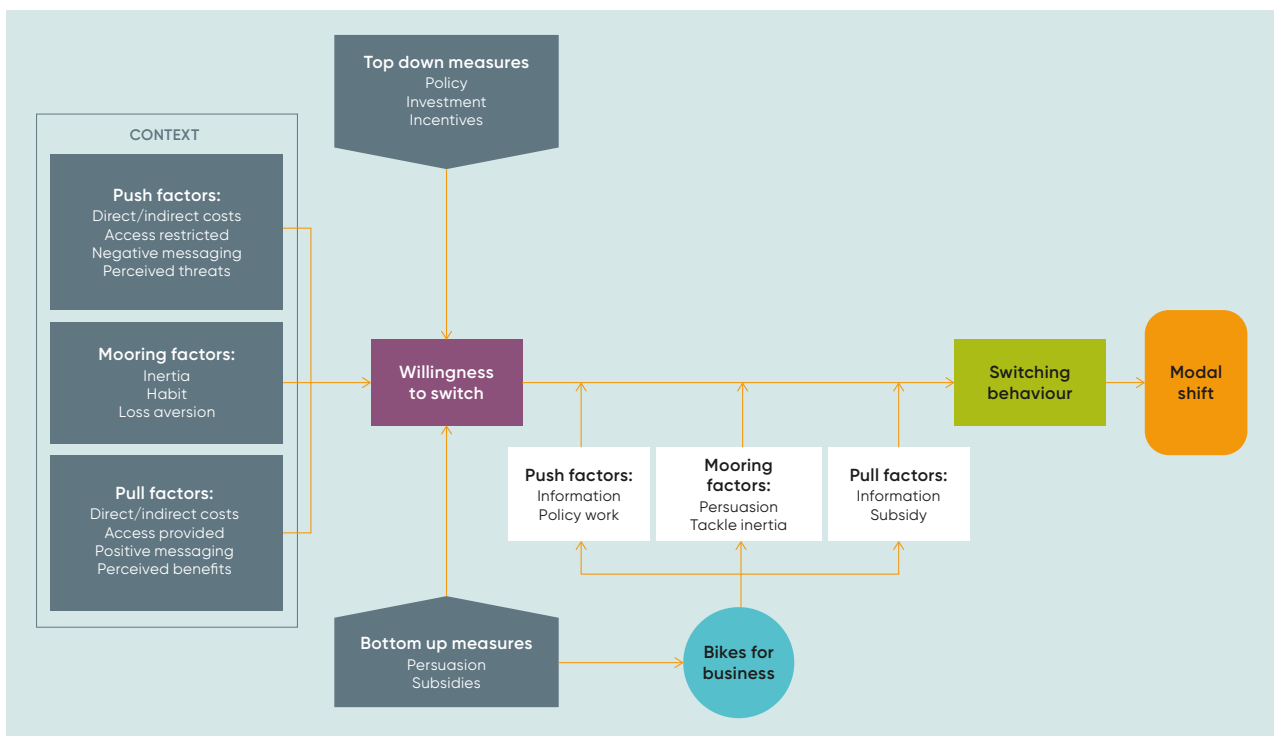 Top down measures
Policy
Investment
Incentives
CONTEXT
Push factors:
Direct/indirect costs
Access restricted
Negative messaging
Perceived threats
Mooring factors:
Inertia
Habit
Loss aversion
Pull factors:
Direct/indirect costs
Access provided
Positive messaging
Perceived benefits
Willingness
to switch
Switching
behaviour
Modal
shift
Push factors:
Information
Policy work
Mooring
factors:
Persuasion
Tackle inertia
Pull factors:
Information
Subsidy
Bottom up measures
Persuasion
Subsidies
Bikes for
business